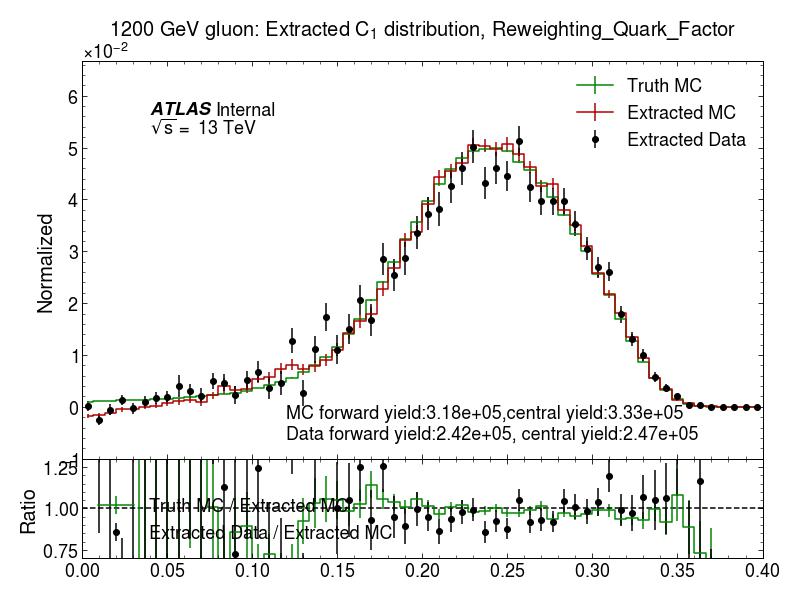 1200 GeV gluon: Extracted C₁ distribution, Reweighting_Quark_Factor
×10⁻²
ATLAS Internal
√s = 13 TeV
Truth MC
Extracted MC
Extracted Data
6
5
4
3
2
1
0
-1
Normalized
MC forward yield:3.18e+05,central yield:3.33e+05
Data forward yield:2.42e+05, central yield:2.47e+05
1.25
1.00
0.75
Ratio
Truth MC / Extracted MC
Extracted Data / Extracted MC
0.00 0.05 0.10 0.15 0.20 0.25 0.30 0.35 0.40